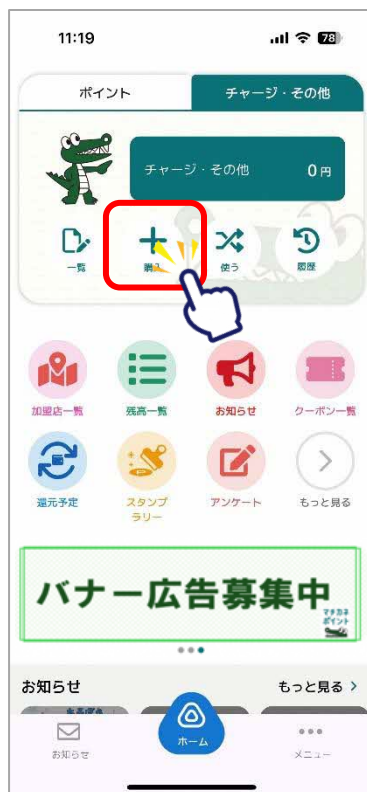 11:19
78
ポイント
チャージ・その他
チャージ・その他 0 円
一覧
購入
使う
履歴
加盟店一覧
残高一覧
お知らせ
クーポン一覧
還元予定
スタンプ
ラリー
アンケート
もっと見る
バナー広告募集中
マチカネ
ポイント
お知らせ
もっと見る
お知らせ
ホーム
メニュー